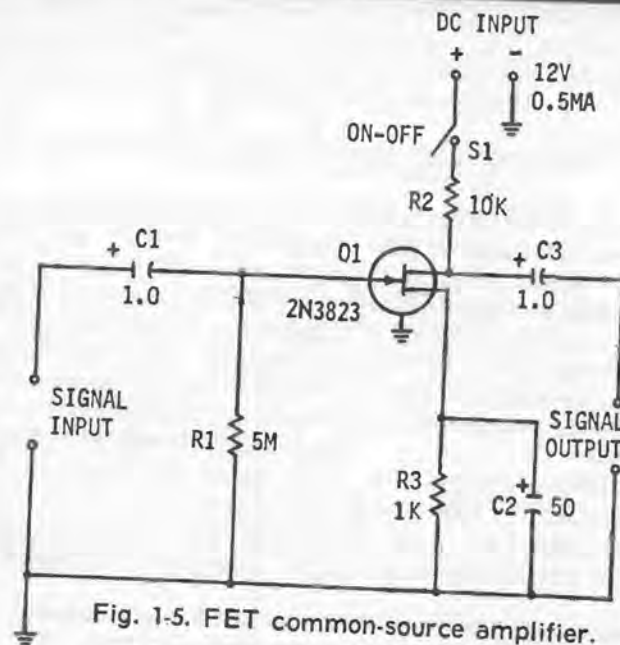 DC INPUT
+ -
12V
0.5MA
ON-OFF
S1
R2 10K
+ C1
1.0
Q1
2N3823
+ C3
1.0
SIGNAL
INPUT
R1 5M
R3
1K
+
C2 50
SIGNAL
OUTPUT
Fig. 1-5. FET common-source amplifier.